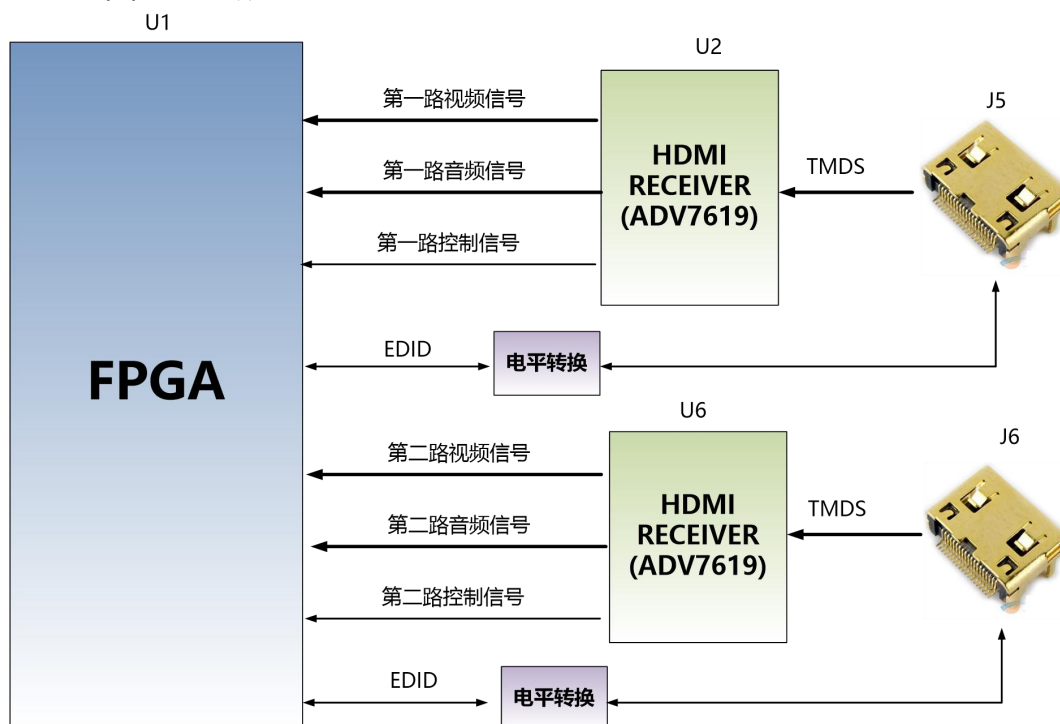 U1
U2
第一路视频信号
J5
HDMI
RECEIVER
(ADV7619)
第一路音频信号
TMDS
第一路控制信号
EDID
电平转换
FPGA
U6
第二路视频信号
J6
HDMI
RECEIVER
(ADV7619)
TMDS
第二路音频信号
第二路控制信号
EDID
电平转换